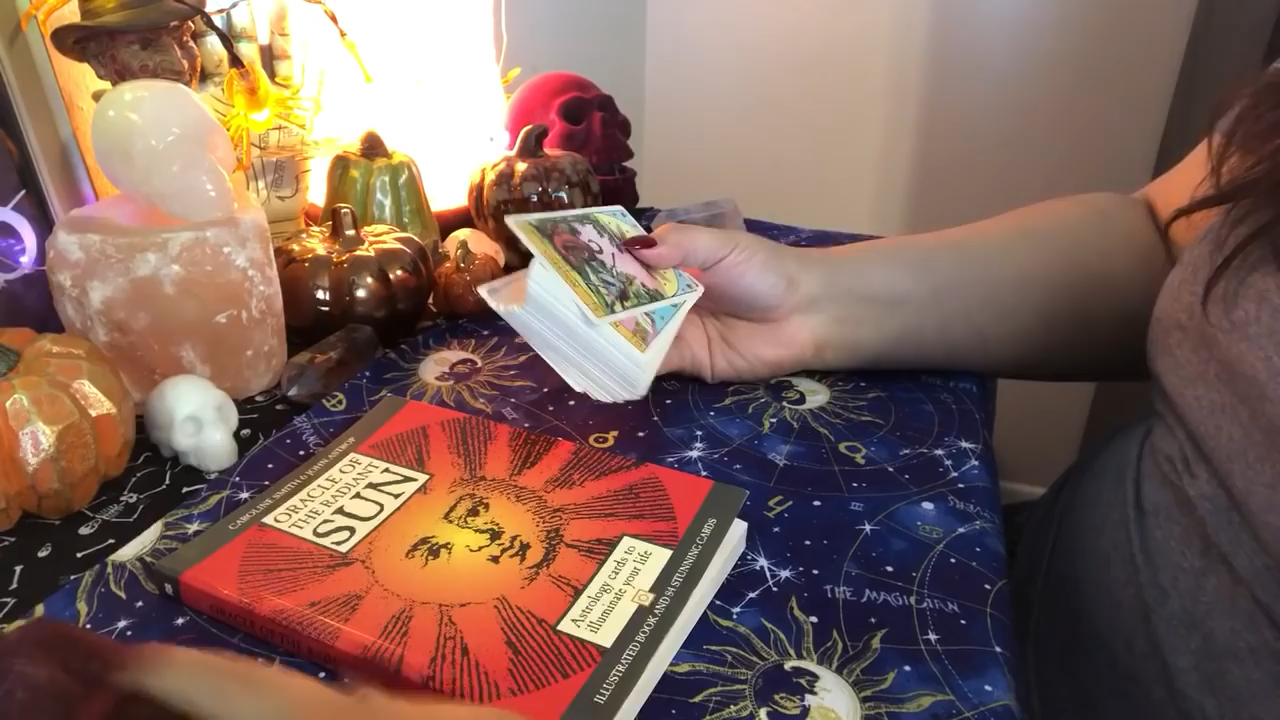 CAROLINE SMITH & JOHN ASTROP
ORACLE OF
THE RADIANT
SUN
Astrology cards to
illuminate your life
ILLUSTRATED BOOK AND 84 STUNNING CARDS
THE MAGICIAN